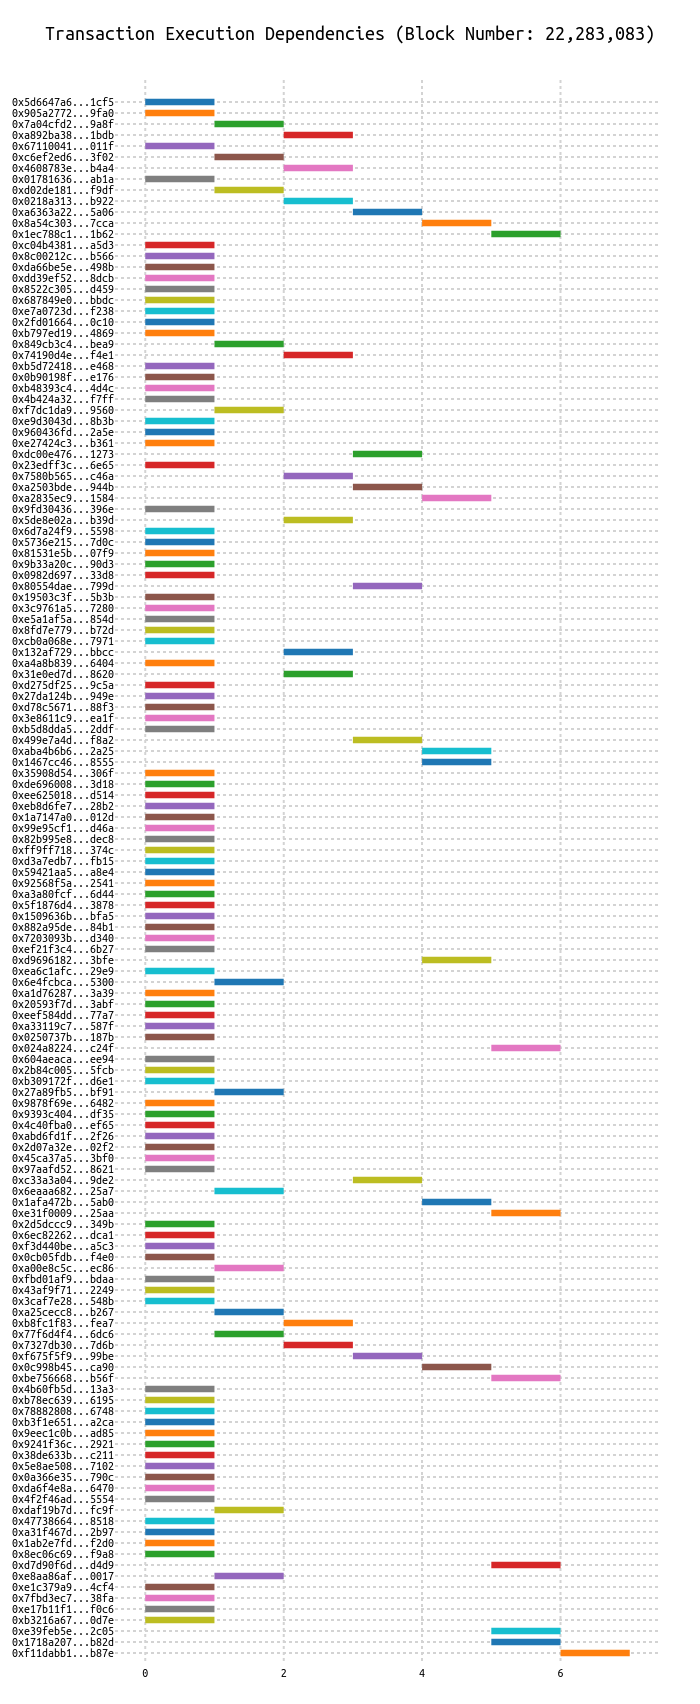 Transaction Execution Dependencies (Block Number: 22,283,083)
0x5d6647a6...1cf5
0x905a2772...9fa0
0x7a04cfd2...9a8f
0xa892ba38...1bdb
0x67110041...011f
0xc6ef2ed6...3f02
0x4608783e...b4a4
0x01781636...ab1a
0xd02de181...f9df
0x0218a313...b922
0xa6363a22...5a06
0x8a54c303...7cca
0x1ec788c1...1b62
0xc04b4381...a5d3
0x8c00212c...b566
0xda66be5e...498b
0xdd39ef52...8dcb
0x8522c305...d459
0x687849e0...bbdc
0xe7a0723d...f238
0x2fd01664...0c10
0xb797ed19...4869
0x849cb3c4...bea9
0x74190d4e...f4e1
0xb5d72418...e468
0x0b90198f...e176
0xb48393c4...4d4c
0x4b424a32...f7ff
0xf7dc1da9...9560
0xe9d3043d...8b3b
0x960436fd...2a5e
0xe27424c3...b361
0xdc00e476...1273
0x23edff3c...6e65
0x7580b565...c46a
0xa2503bde...944b
0xa2835ec9...1584
0x9fd30436...396e
0x5de8e02a...b39d
0x6d7a24f9...5598
0x5736e215...7d0c
0x81531e5b...07f9
0x9b33a20c...90d3
0x0982d697...33d8
0x80554dae...799d
0x19503c3f...5b3b
0x3c9761a5...7280
0xe5a1af5a...854d
0x8fd7e779...b72d
0xcb0a068e...7971
0x132af729...bbcc
0xa4a8b839...6404
0x31e0ed7d...8620
0xd275df25...9c5a
0x27da124b...949e
0xd78c5671...88f3
0x3e8611c9...ea1f
0xb5d8dda5...2ddf
0x499e7a4d...f8a2
0xaba4b6b6...2a25
0x1467cc46...8555
0x35908d54...306f
0xde696008...3d18
0xee625018...d514
0xeb8d6fe7...28b2
0x1a7147a0...012d
0x99e95cf1...d46a
0x82b995e8...dec8
0xff9ff718...374c
0xd3a7edb7...fb15
0x59421aa5...a8e4
0x92568f5a...2541
0xa3a80fcf...6d44
0x5f1876d4...3878
0x1509636b...bfa5
0x882a95de...84b1
0x7203093b...d340
0xef21f3c4...6b27
0xd9696182...3bfe
0xea6c1afc...29e9
0x6e4fcbca...5300
0xa1d76287...3a39
0x20593f7d...3abf
0xeef584dd...77a7
0xa33119c7...587f
0x0250737b...187b
0x024a8224...c24f
0x604aeaca...ee94
0x2b84c005...5fcb
0xb309172f...d6e1
0x27a89fb5...bf91
0x9878f69e...6482
0x9393c404...df35
0x4c40fba0...ef65
0xabd6fd1f...2f26
0x2d07a32e...02f2
0x45ca37a5...3bf0
0x97aafd52...8621
0xc33a3a04...9de2
0x6eaaa682...25a7
0x1afa472b...5ab0
0xe31f0009...25aa
0x2d5dccc9...349b
0x6ec82262...dca1
0xf3d440be...a5c3
0x0cb05fdb...f4e0
0xa00e8c5c...ec86
0xfbd01af9...bdaa
0x43af9f71...2249
0x3caf7e28...548b
0xa25cecc8...b267
0xb8fc1f83...fea7
0x77f6d4f4...6dc6
0x7327db30...7d6b
0xf675f5f9...99be
0x0c998b45...ca90
0xbe756668...b56f
0x4b60fb5d...13a3
0xb78ec639...6195
0x78882808...6748
0xb3f1e651...a2ca
0x9eec1c0b...ad85
0x9241f36c...2921
0x38de633b...c211
0x5e8ae508...7102
0x0a366e35...790c
0xda6f4e8a...6470
0x4f2f46ad...5554
0xdaf19b7d...fc9f
0x47738664...8518
0xa31f467d...2b97
0x1ab2e7fd...f2d0
0x8ec06c69...f9a8
0xd7d90f6d...d4d9
0xe8aa86af...0017
0xe1c379a9...4cf4
0x7fbd3ec7...38fa
0xe17b11f1...f0c6
0xb3216a67...0d7e
0xe39feb5e...2c05
0x1718a207...b82d
0xf11dabb1...b87e
0 2 4 6